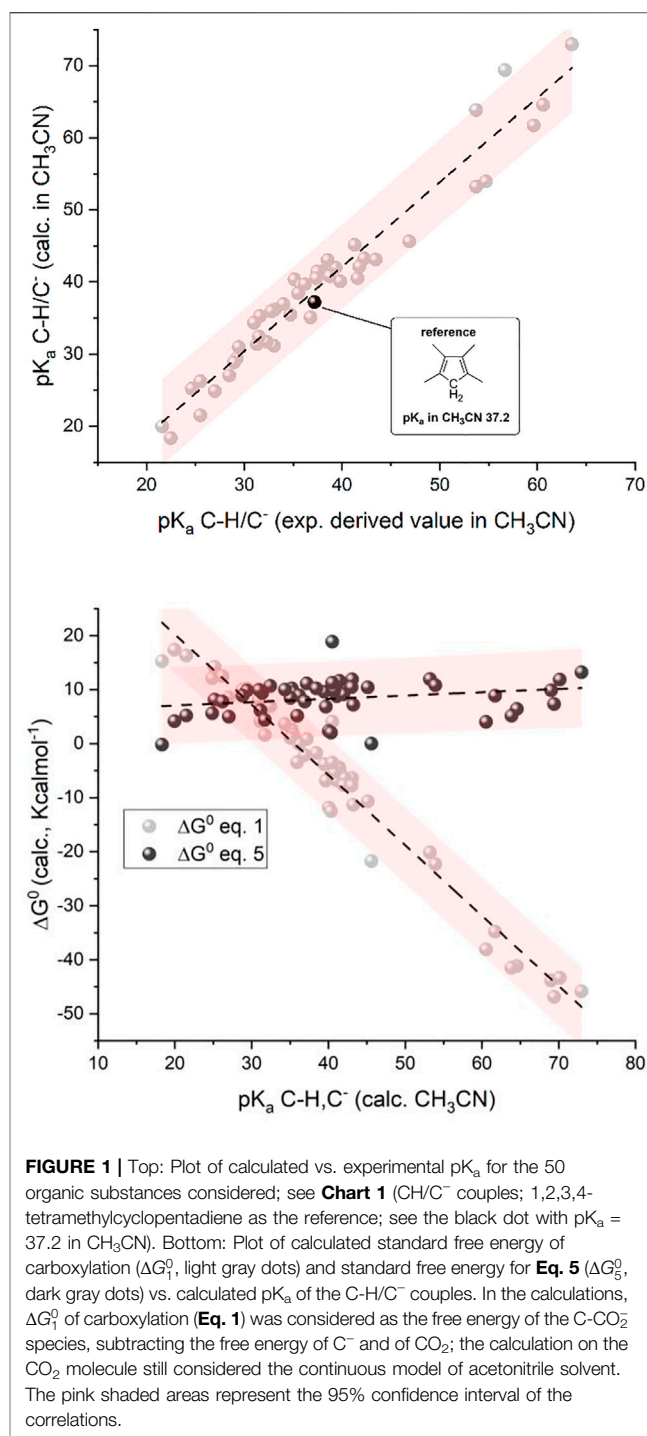 70
60
50
40
30
20
pKₐ C-H/C⁻ (calc. in CH₃CN)
reference
C
H₂
pKₐ in CH₃CN 37.2
20 30 40 50 60 70
pKₐ C-H/C⁻ (exp. derived value in CH₃CN)
20
10
0
-10
-20
-30
-40
-50
ΔG⁰ (calc., Kcalmol⁻¹)
ΔG⁰ eq. 1
ΔG⁰ eq. 5
10 20 30 40 50 60 70 80
pKₐ C-H,C⁻ (calc. CH₃CN)
FIGURE 1 | Top: Plot of calculated vs. experimental pKₐ for the 50
organic substances considered; see Chart 1 (CH/C⁻ couples; 1,2,3,4-
tetramethylcyclopentadiene as the reference; see the black dot with pKₐ =
37.2 in CH₃CN). Bottom: Plot of calculated standard free energy of
carboxylation (ΔG₁⁰, light gray dots) and standard free energy for Eq. 5 (ΔG₅⁰,
dark gray dots) vs. calculated pKₐ of the C-H/C⁻ couples. In the calculations,
ΔG₁⁰ of carboxylation (Eq. 1) was considered as the free energy of the C-CO₂⁻
species, subtracting the free energy of C⁻ and of CO₂; the calculation on the
CO₂ molecule still considered the continuous model of acetonitrile solvent.
The pink shaded areas represent the 95% confidence interval of the
correlations.